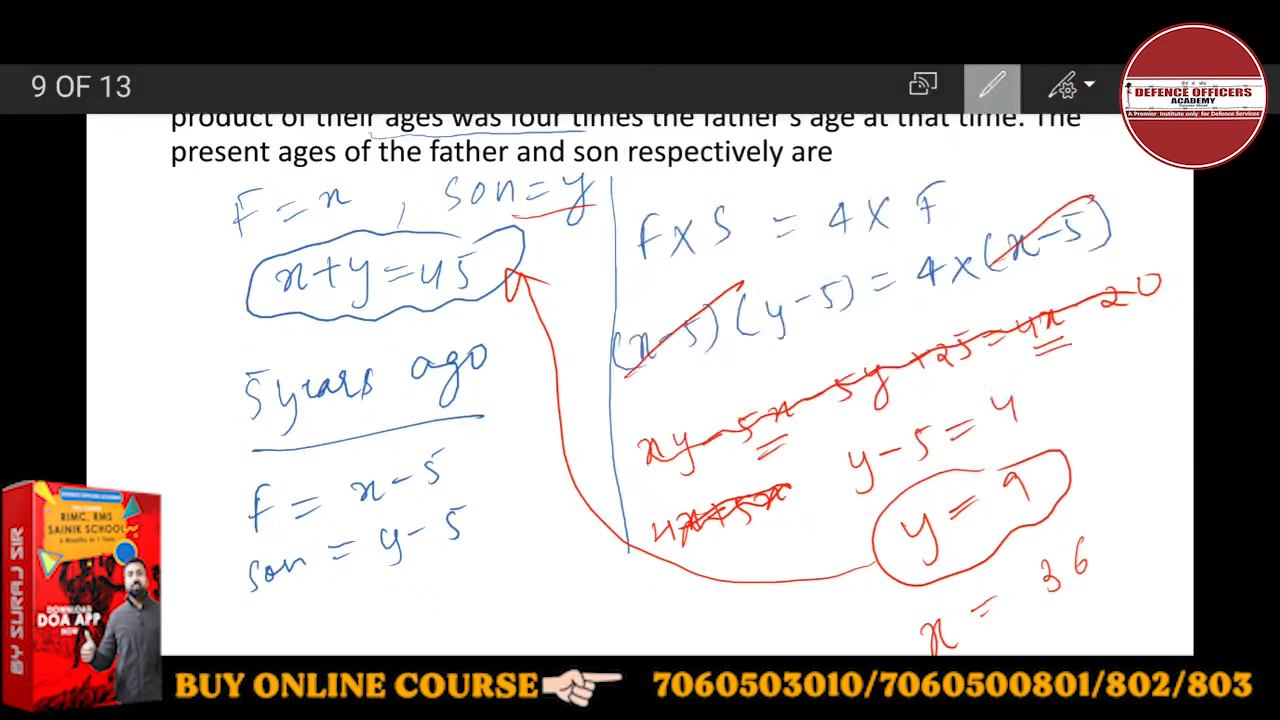 9 OF 13
DEFENCE OFFICERS
ACADEMY
A Premier Institute only for Defence Services
product of their ages was four times the father's age at that time. The
present ages of the father and son respectively are
F = x , son = y
x + y = 45
5 years ago
F = x - 5
son = y - 5
F x S = 4 x F
(x-5) (y-5) = 4 x (x-5)
xy - 5x - 5y + 25 = 4x - 20
4x + 5x
y - 5 = 4
y = 9
x = 36
BY SURAJ SIR
RIMC, RMS
SAINIK SCHOOL
DOWNLOAD
DOA APP
NOW
BUY ONLINE COURSE 7060503010/7060500801/802/803